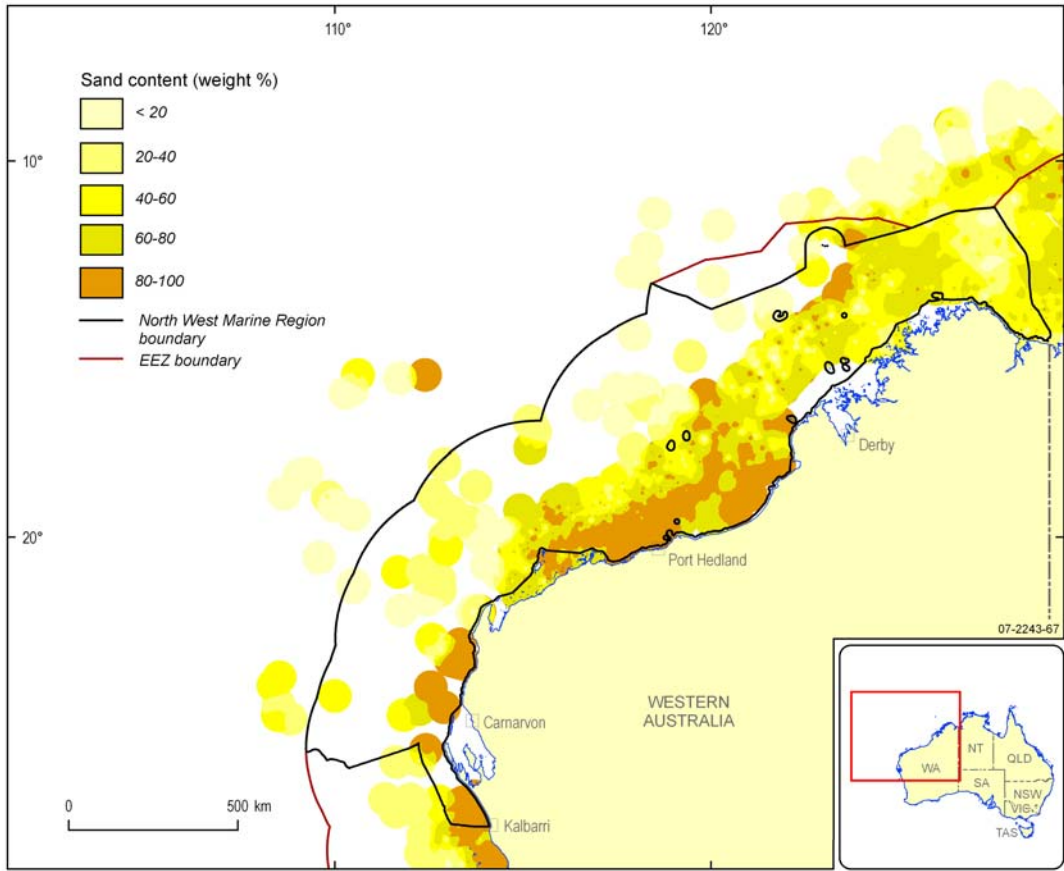 110°
120°
Sand content (weight %)
< 20
20-40
40-60
60-80
80-100
North West Marine Region
boundary
EEZ boundary
10°
20°
Derby
Port Hedland
Carnarvon
Kalbarri
WESTERN
AUSTRALIA
0
500 km
07-2243-67
WA
NT
QLD
SA
NSW
VIC
TAS